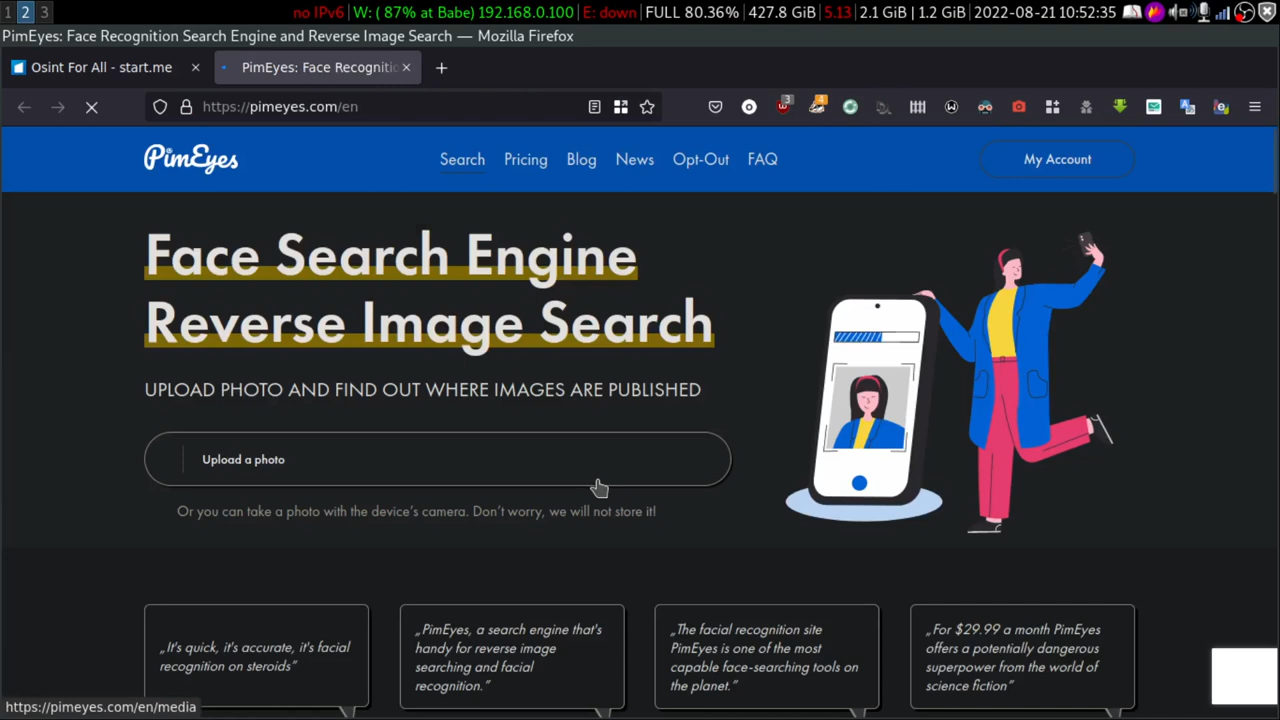 1 2 3 no IPv6 W: ( 87% at Babe) 192.168.0.100 E: down FULL 80.36% 427.8 GiB 5.13 2.1 GiB | 1.2 GiB 2022-08-21 10:52:35
PimEyes: Face Recognition Search Engine and Reverse Image Search — Mozilla Firefox
Osint For All - start.me PimEyes: Face Recogniti
https://pimeyes.com/en
3 4
PimEyes Search Pricing Blog News Opt-Out FAQ My Account
Face Search Engine
Reverse Image Search
UPLOAD PHOTO AND FIND OUT WHERE IMAGES ARE PUBLISHED
Upload a photo
Or you can take a photo with the device's camera. Don't worry, we will not store it!
„It's quick, it's accurate, it's facial
recognition on steroids”
„PimEyes, a search engine that's
handy for reverse image
searching and facial
recognition.”
„The facial recognition site
PimEyes is one of the most
capable face-searching tools on
the planet.”
„For $29.99 a month PimEyes
offers a potentially dangerous
superpower from the world of
science fiction”
https://pimeyes.com/en/media